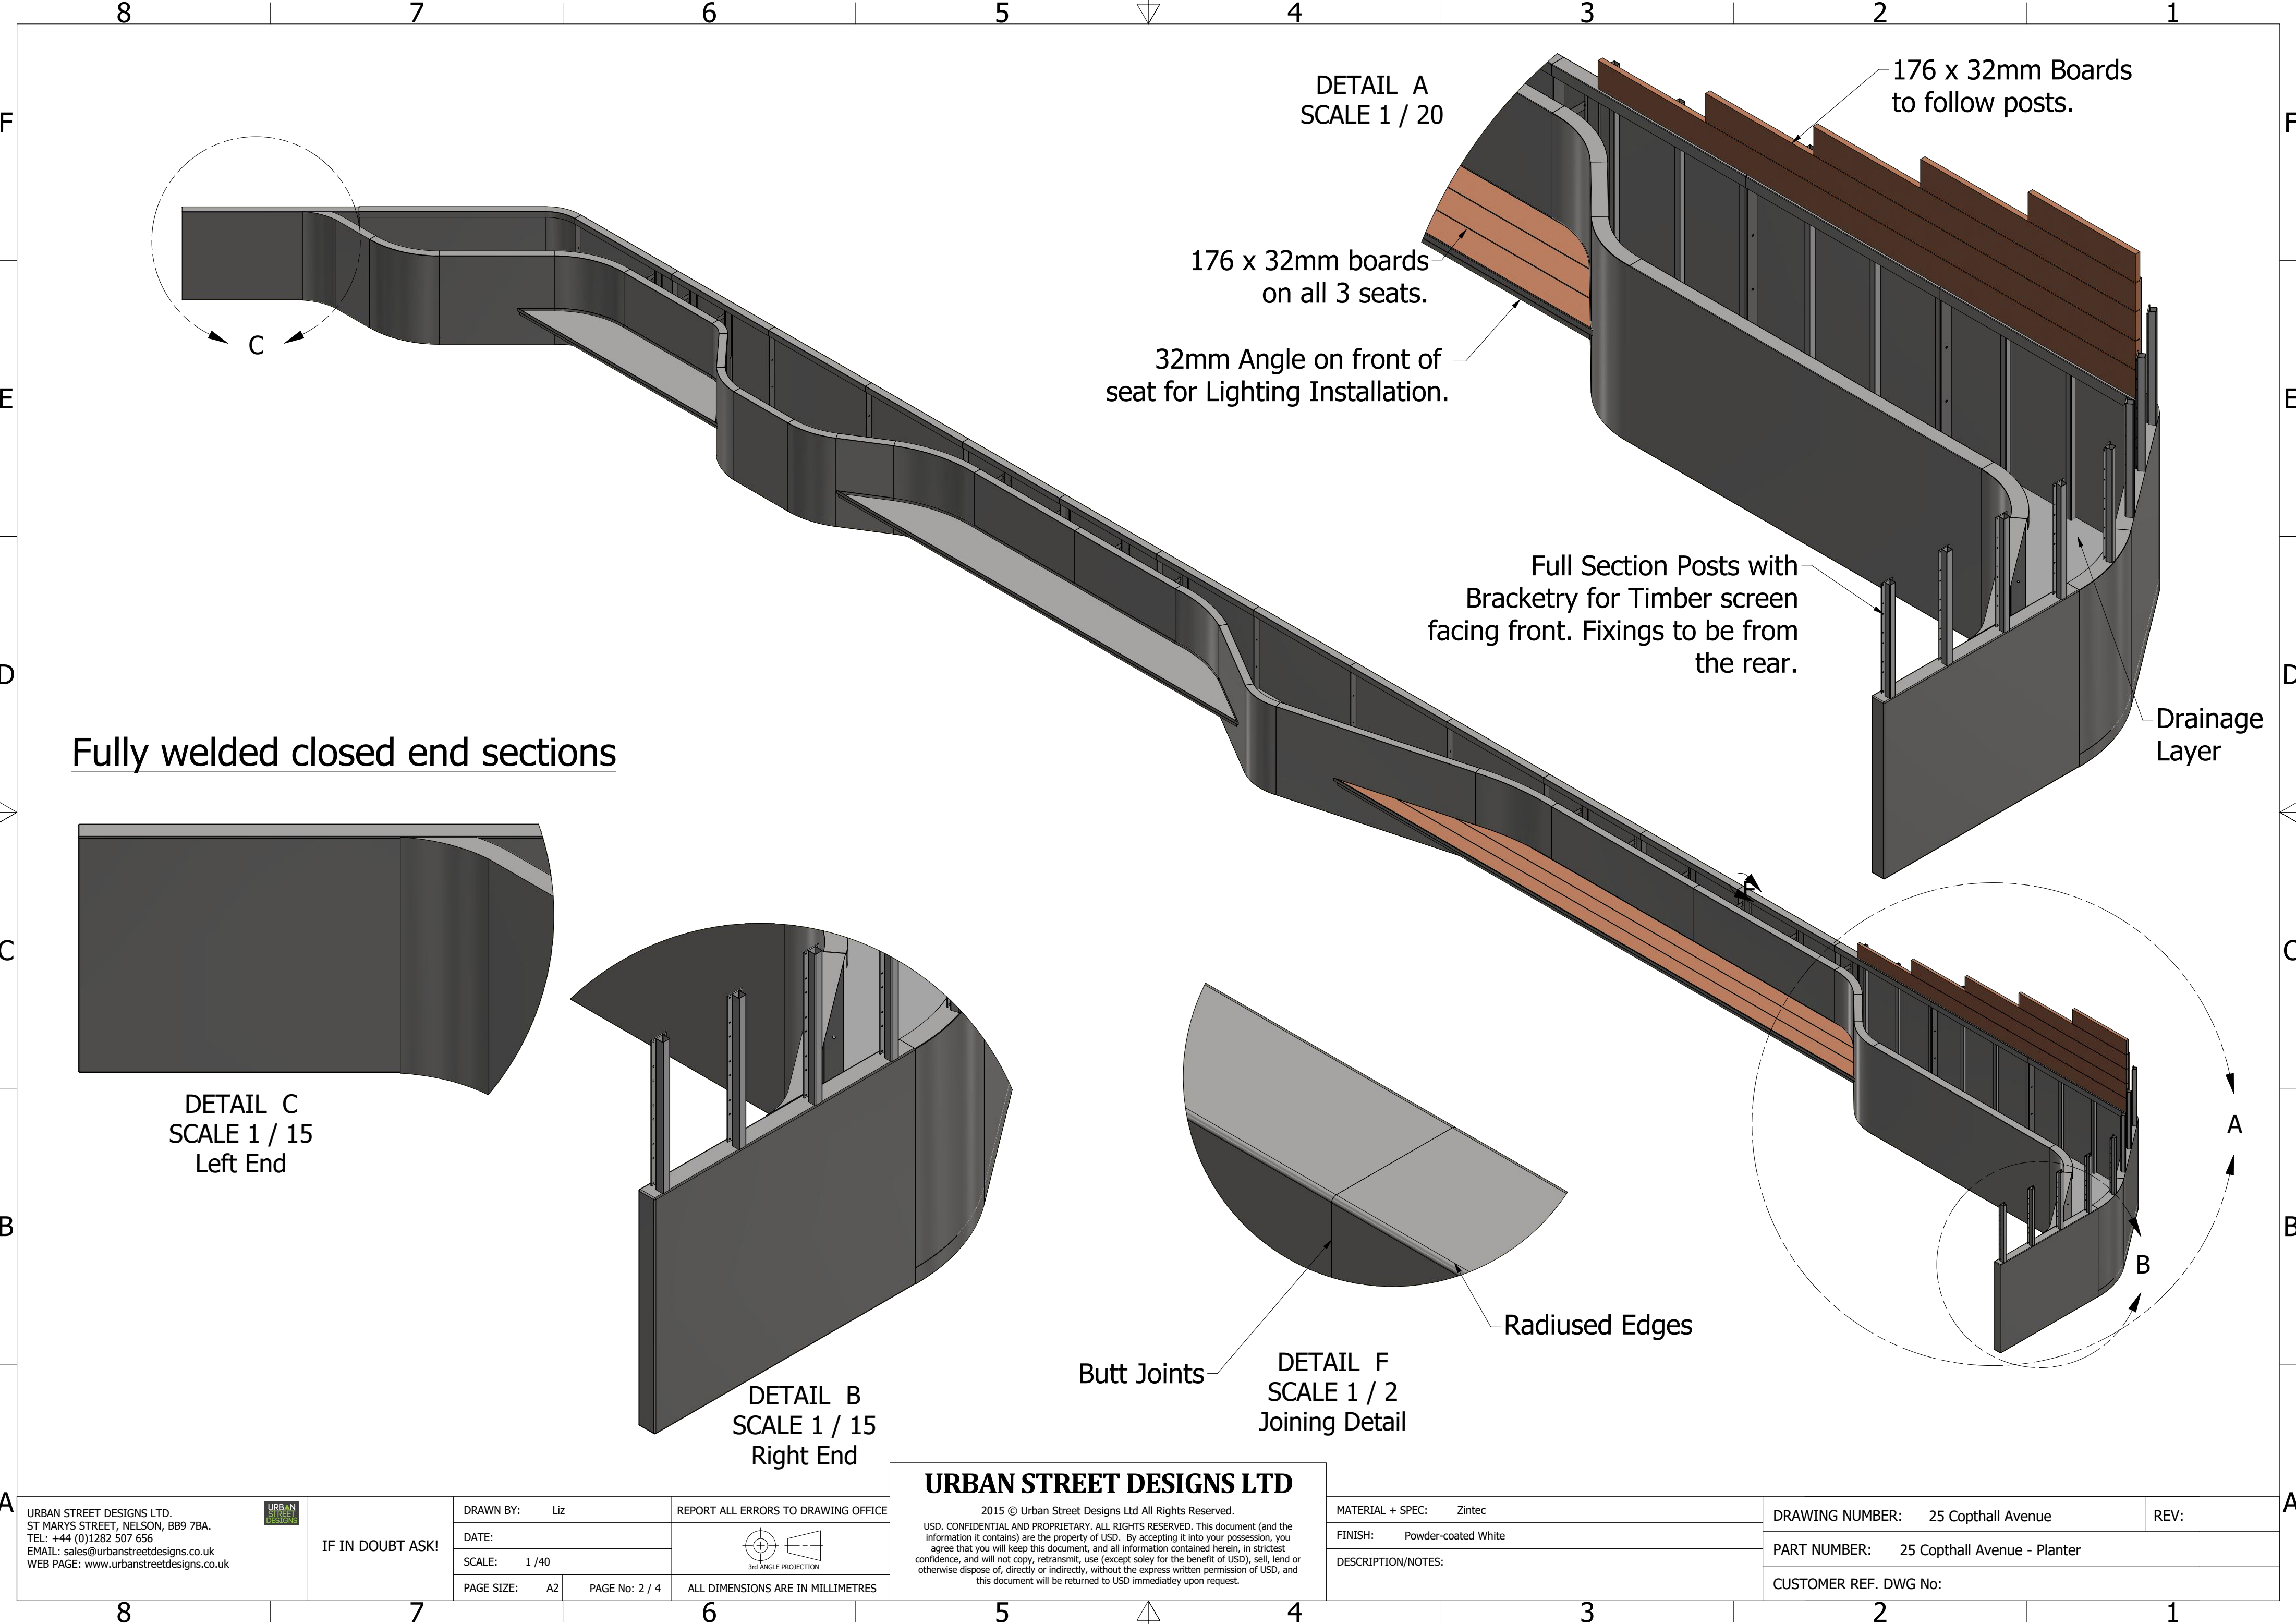 8 7 6 5 4 3 2 1
F
F
E
E
D
D
C
C
B
B
A
A
DETAIL A
SCALE 1 / 20
176 x 32mm Boards
to follow posts.
176 x 32mm boards
on all 3 seats.
32mm Angle on front of
seat for Lighting Installation.
Full Section Posts with
Bracketry for Timber screen
facing front. Fixings to be from
the rear.
Drainage
Layer
C
F
A
B
Fully welded closed end sections
DETAIL C
SCALE 1 / 15
Left End
DETAIL B
SCALE 1 / 15
Right End
Butt Joints
Radiused Edges
DETAIL F
SCALE 1 / 2
Joining Detail
URBAN STREET DESIGNS LTD.
ST MARYS STREET, NELSON, BB9 7BA.
TEL: +44 (0)1282 507 656
EMAIL: sales@urbanstreetdesigns.co.uk
WEB PAGE: www.urbanstreetdesigns.co.uk
URBAN
STREET
DESIGNS
IF IN DOUBT ASK!
DRAWN BY: Liz
DATE:
SCALE: 1 /40
PAGE SIZE: A2
PAGE No: 2 / 4
REPORT ALL ERRORS TO DRAWING OFFICE
3rd ANGLE PROJECTION
ALL DIMENSIONS ARE IN MILLIMETRES
URBAN STREET DESIGNS LTD
2015 © Urban Street Designs Ltd All Rights Reserved.
USD. CONFIDENTIAL AND PROPRIETARY. ALL RIGHTS RESERVED. This document (and the
information it contains) are the property of USD. By accepting it into your possession, you
agree that you will keep this document, and all information contained herein, in strictest
confidence, and will not copy, retransmit, use (except soley for the benefit of USD), sell, lend or
otherwise dispose of, directly or indirectly, without the express written permission of USD, and
this document will be returned to USD immediatley upon request.
MATERIAL + SPEC: Zintec
FINISH: Powder-coated White
DESCRIPTION/NOTES:
DRAWING NUMBER: 25 Copthall Avenue
REV:
PART NUMBER: 25 Copthall Avenue - Planter
CUSTOMER REF. DWG No:
8 7 6 5 4 3 2 1